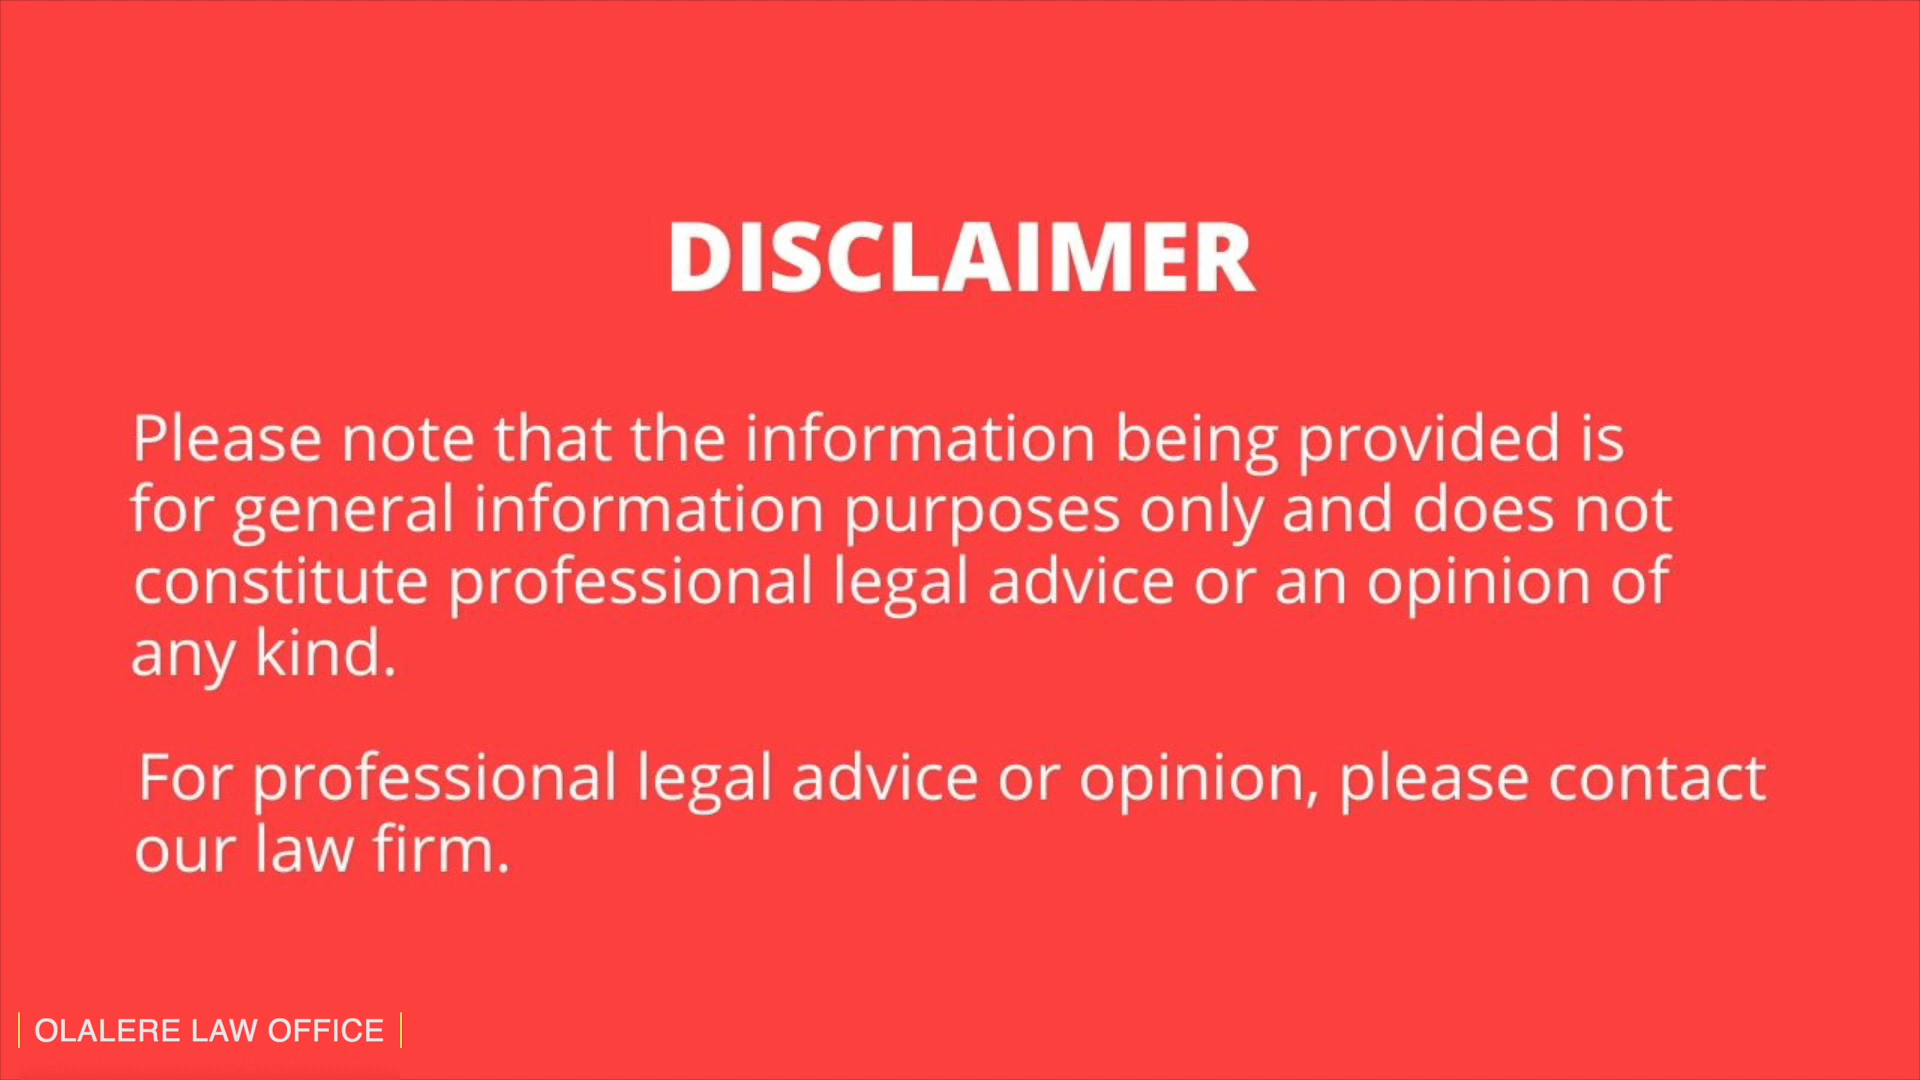 DISCLAIMER
Please note that the information being provided is
for general information purposes only and does not
constitute professional legal advice or an opinion of
any kind.
For professional legal advice or opinion, please contact
our law firm.
OLALERE LAW OFFICE